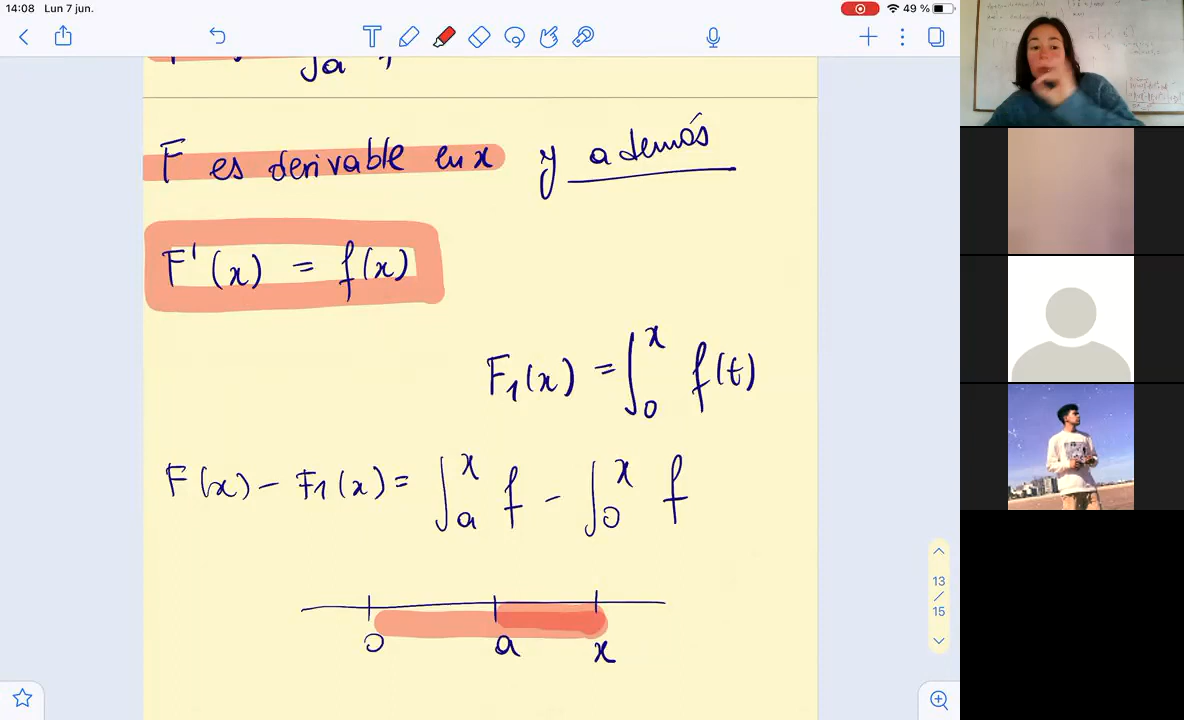 14:08 Lun 7 jun.
49 %
∫a
F es derivable en x y además
F'(x) = f(x)
F₁(x) = ∫₀ˣ f(t)
F(x) - F₁(x) = ∫ₐˣ f - ∫₀ˣ f
0 a x
13
/
15